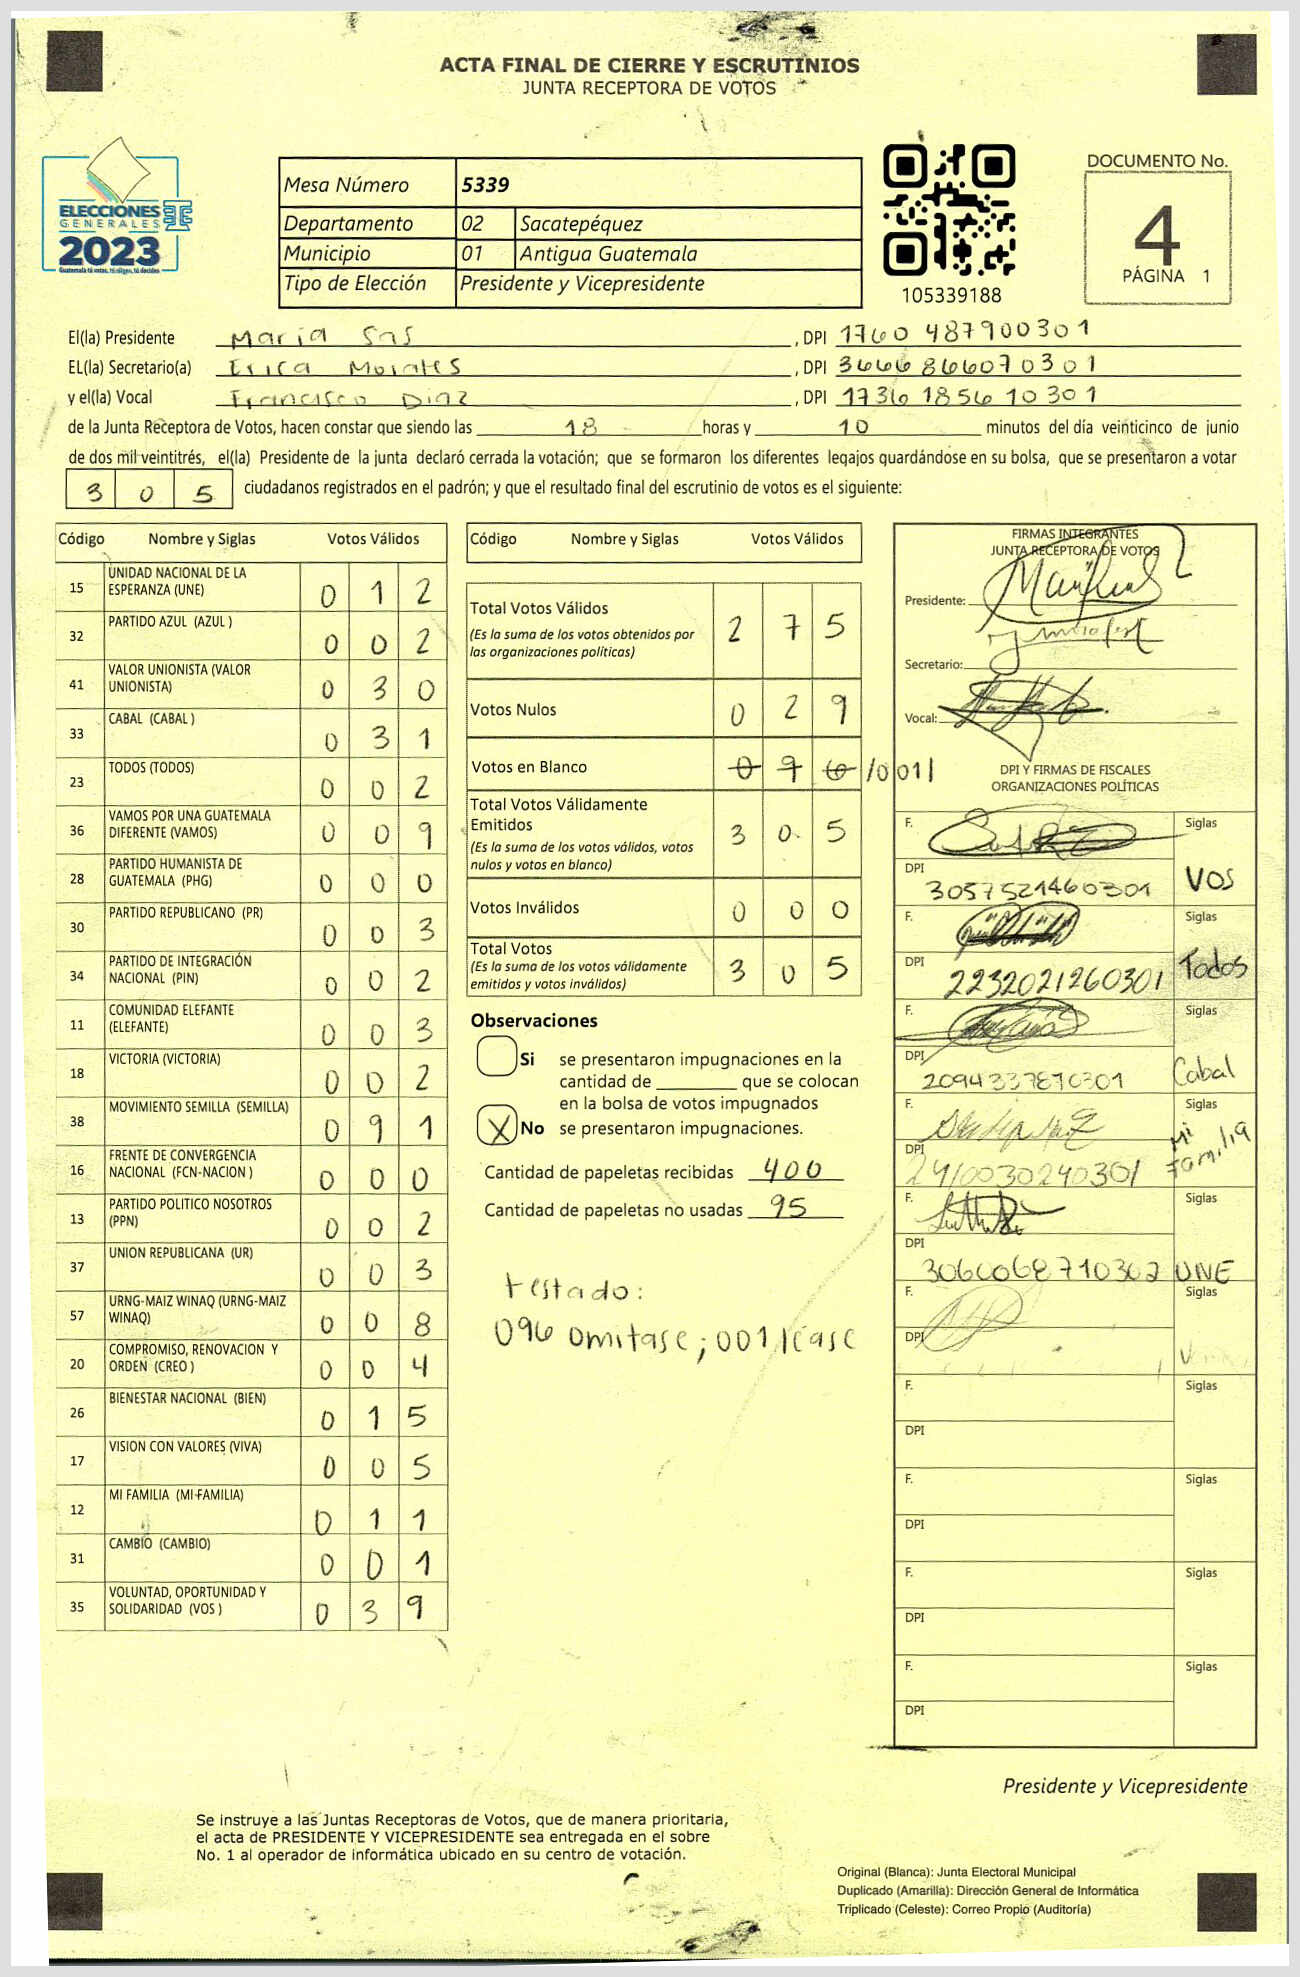 ACTA FINAL DE CIERRE Y ESCRUTINIOS
JUNTA RECEPTORA DE VOTOS
ELECCIONES
GENERALES
2023
Guatemala tú votas, tú eliges, tú decides
Mesa Número 5339
Departamento 02 Sacatepéquez
Municipio 01 Antigua Guatemala
Tipo de Elección Presidente y Vicepresidente
105339188
DOCUMENTO No.
4
PÁGINA 1
El(la) Presidente Maria Sas , DPI 1760 487900301
EL(la) Secretario(a) Erica Morales , DPI 3666866070301
y el(la) Vocal Francisco Diaz , DPI 1736185610301
de la Junta Receptora de Votos, hacen constar que siendo las 18 horas y 10 minutos del día veinticinco de junio
de dos mil veintitrés, el(la) Presidente de la junta declaró cerrada la votación; que se formaron los diferentes legajos guardándose en su bolsa, que se presentaron a votar
3 0 5 ciudadanos registrados en el padrón; y que el resultado final del escrutinio de votos es el siguiente:
Código Nombre y Siglas Votos Válidos
15 UNIDAD NACIONAL DE LA ESPERANZA (UNE) 0 1 2
32 PARTIDO AZUL (AZUL ) 0 0 2
41 VALOR UNIONISTA (VALOR UNIONISTA) 0 3 0
33 CABAL (CABAL ) 0 3 1
23 TODOS (TODOS) 0 0 2
36 VAMOS POR UNA GUATEMALA DIFERENTE (VAMOS) 0 0 9
28 PARTIDO HUMANISTA DE GUATEMALA (PHG) 0 0 0
30 PARTIDO REPUBLICANO (PR) 0 0 3
34 PARTIDO DE INTEGRACIÓN NACIONAL (PIN) 0 0 2
11 COMUNIDAD ELEFANTE (ELEFANTE) 0 0 3
18 VICTORIA (VICTORIA) 0 0 2
38 MOVIMIENTO SEMILLA (SEMILLA) 0 9 1
16 FRENTE DE CONVERGENCIA NACIONAL (FCN-NACION ) 0 0 0
13 PARTIDO POLITICO NOSOTROS (PPN) 0 0 2
37 UNION REPUBLICANA (UR) 0 0 3
57 URNG-MAIZ WINAQ (URNG-MAIZ WINAQ) 0 0 8
20 COMPROMISO, RENOVACION Y ORDEN (CREO ) 0 0 4
26 BIENESTAR NACIONAL (BIEN) 0 1 5
17 VISION CON VALORES (VIVA) 0 0 5
12 MI FAMILIA (MI-FAMILIA) 0 1 1
31 CAMBIO (CAMBIO) 0 0 1
35 VOLUNTAD, OPORTUNIDAD Y SOLIDARIDAD (VOS ) 0 3 9
Código Nombre y Siglas Votos Válidos
Total Votos Válidos 2 7 5
(Es la suma de los votos obtenidos por
las organizaciones políticas)
Votos Nulos 0 2 9
Votos en Blanco 0 9 6 /001/
Total Votos Válidamente
Emitidos 3 0 5
(Es la suma de los votos válidos, votos
nulos y votos en blanco)
Votos Inválidos 0 0 0
Total Votos 3 0 5
(Es la suma de los votos válidamente
emitidos y votos inválidos)
Observaciones
Si se presentaron impugnaciones en la
cantidad de ________ que se colocan
en la bolsa de votos impugnados
X No se presentaron impugnaciones.
Cantidad de papeletas recibidas 400
Cantidad de papeletas no usadas 95
testado:
096 omitase; 001 léase
FIRMAS INTEGRANTES
JUNTA RECEPTORA DE VOTOS
Presidente:
Secretario:
Vocal:
DPI Y FIRMAS DE FISCALES
ORGANIZACIONES POLÍTICAS
F. Siglas
DPI 3057521460301 VOS
F. Siglas
DPI 2232021260301 Todos
F. Siglas
DPI 2094337870301 Cabal
F. Siglas
DPI 2410030240301 Mi Familia
F. Siglas
DPI 3060068710302 UNE
F. Siglas
DPI
F. Siglas
DPI
F. Siglas
DPI
F. Siglas
DPI
F. Siglas
DPI
Presidente y Vicepresidente
Se instruye a las Juntas Receptoras de Votos, que de manera prioritaria,
el acta de PRESIDENTE Y VICEPRESIDENTE sea entregada en el sobre
No. 1 al operador de informática ubicado en su centro de votación.
Original (Blanca): Junta Electoral Municipal
Duplicado (Amarilla): Dirección General de Informática
Triplicado (Celeste): Correo Propio (Auditoría)